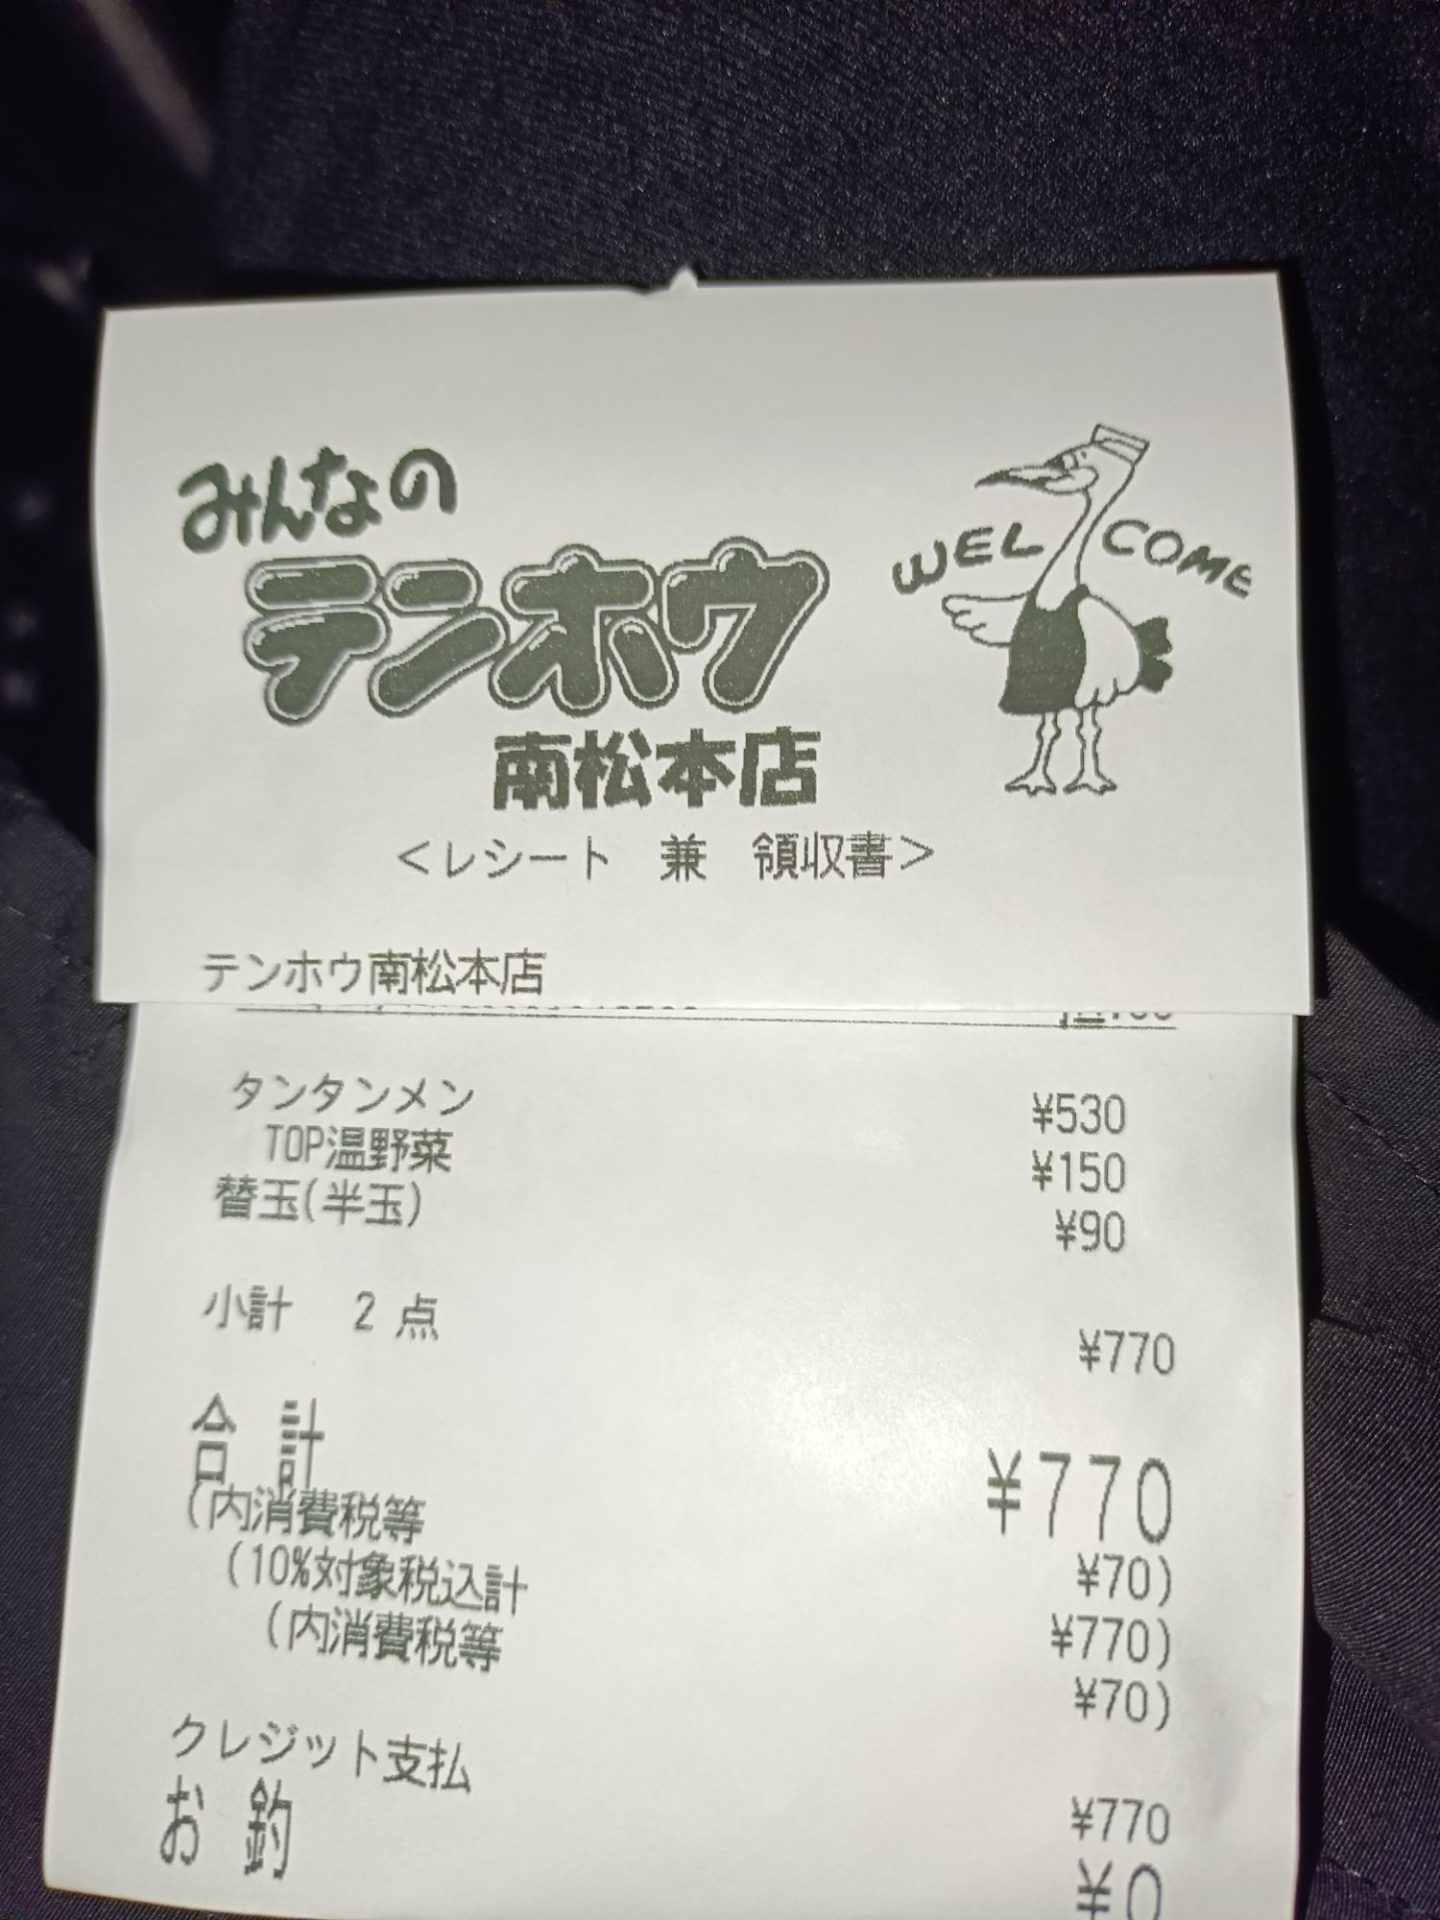 みんなの
テンホウ
WELCOME
南松本店
<レシート 兼 領収書>
テンホウ南松本店
タンタンメン ¥530
TOP温野菜 ¥150
替玉(半玉) ¥90
小計 2 点 ¥770
合計 ¥770
(内消費税等 ¥70)
(10%対象税込計 ¥770)
(内消費税等 ¥70)
クレジット支払 ¥770
お釣 ¥0